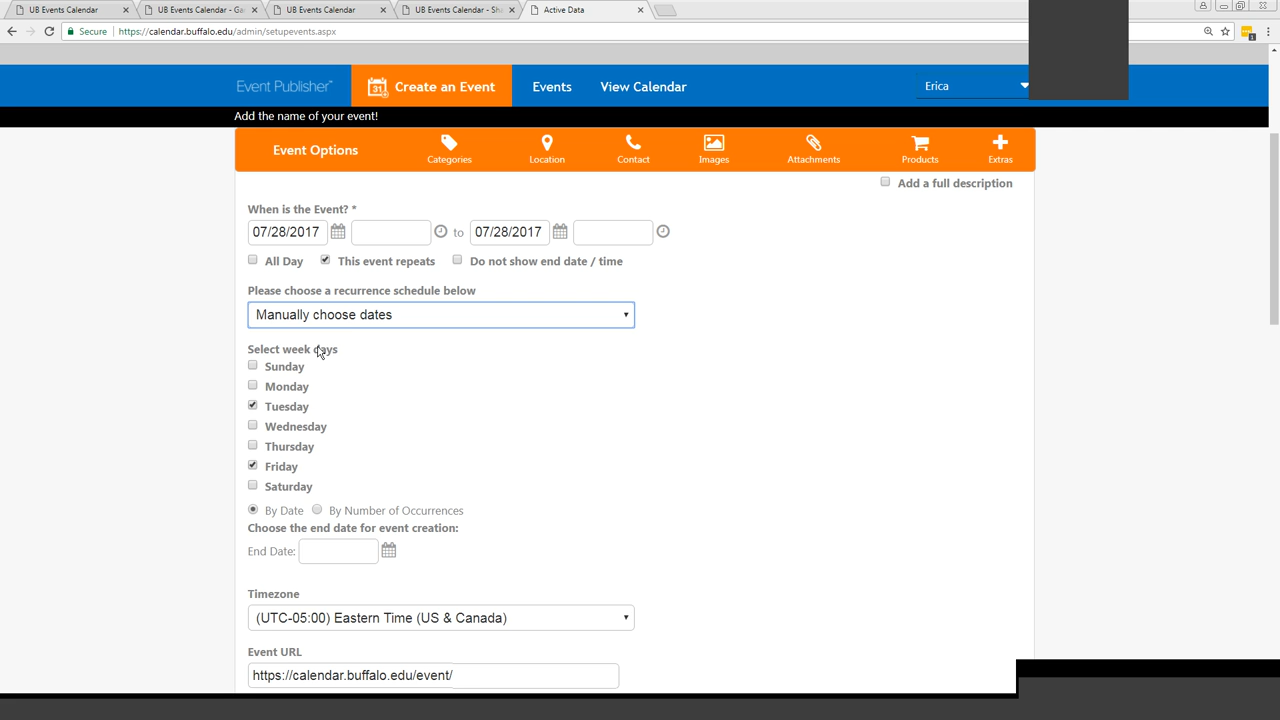 UB Events Calendar
UB Events Calendar - Ga
UB Events Calendar
UB Events Calendar - Sh
Active Data
Secure
https://calendar.buffalo.edu/admin/setupevents.aspx
Event Publisher™
31
Create an Event
Events
View Calendar
Erica
Add the name of your event!
Event Options
Categories
Location
Contact
Images
Attachments
Products
Extras
Add a full description
When is the Event? *
07/28/2017 to 07/28/2017
All Day This event repeats Do not show end date / time
Please choose a recurrence schedule below
Manually choose dates
Select week days
Sunday
Monday
Tuesday
Wednesday
Thursday
Friday
Saturday
By Date By Number of Occurrences
Choose the end date for event creation:
End Date:
Timezone
(UTC-05:00) Eastern Time (US & Canada)
Event URL
https://calendar.buffalo.edu/event/